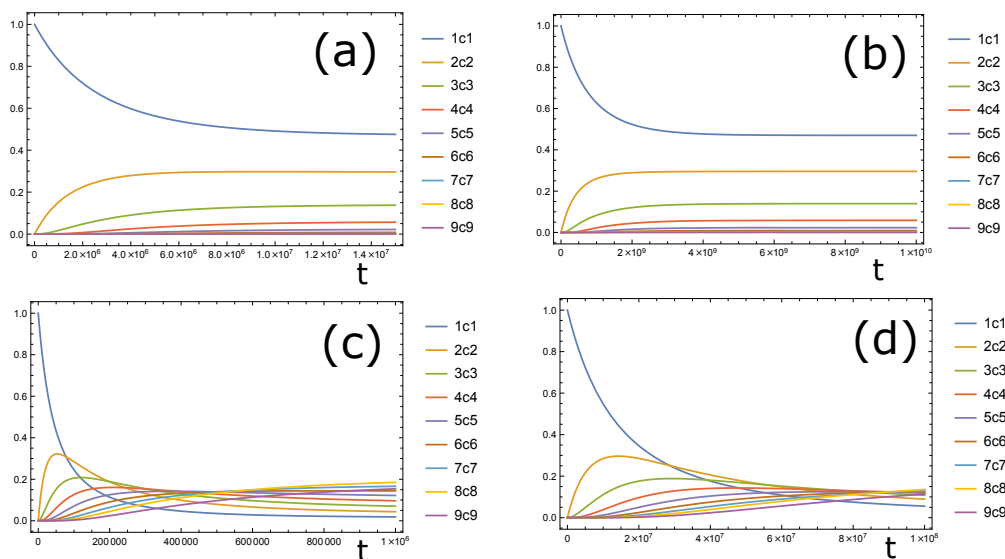 (a)
1.0
0.8
0.6
0.4
0.2
0.0
0 2.0×10⁶ 4.0×10⁶ 6.0×10⁶ 8.0×10⁶ 1.0×10⁷ 1.2×10⁷ 1.4×10⁷
t
1c1
2c2
3c3
4c4
5c5
6c6
7c7
8c8
9c9
(b)
1.0
0.8
0.6
0.4
0.2
0.0
0 2×10⁹ 4×10⁹ 6×10⁹ 8×10⁹ 1×10¹⁰
t
1c1
2c2
3c3
4c4
5c5
6c6
7c7
8c8
9c9
(c)
1.0
0.8
0.6
0.4
0.2
0.0
0 200000 400000 600000 800000 1×10⁶
t
1c1
2c2
3c3
4c4
5c5
6c6
7c7
8c8
9c9
(d)
1.0
0.8
0.6
0.4
0.2
0.0
0 2×10⁷ 4×10⁷ 6×10⁷ 8×10⁷ 1×10⁸
t
1c1
2c2
3c3
4c4
5c5
6c6
7c7
8c8
9c9